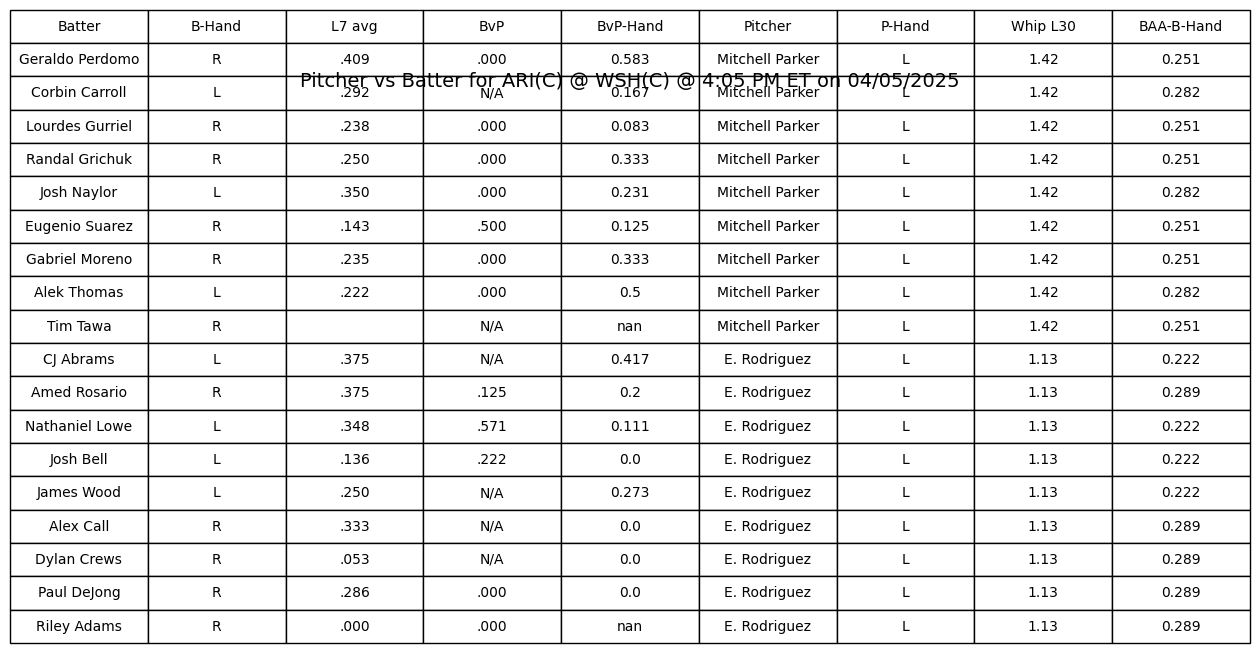 Batter B-Hand L7 avg BvP BvP-Hand Pitcher P-Hand Whip L30 BAA-B-Hand
Geraldo Perdomo R .409 .000 0.583 Mitchell Parker L 1.42 0.251
Pitcher vs Batter for ARI(C) @ WSH(C) @ 4:05 PM ET on 04/05/2025
Corbin Carroll L .292 N/A 0.167 Mitchell Parker L 1.42 0.282
Lourdes Gurriel R .238 .000 0.083 Mitchell Parker L 1.42 0.251
Randal Grichuk R .250 .000 0.333 Mitchell Parker L 1.42 0.251
Josh Naylor L .350 .000 0.231 Mitchell Parker L 1.42 0.282
Eugenio Suarez R .143 .500 0.125 Mitchell Parker L 1.42 0.251
Gabriel Moreno R .235 .000 0.333 Mitchell Parker L 1.42 0.251
Alek Thomas L .222 .000 0.5 Mitchell Parker L 1.42 0.282
Tim Tawa R N/A nan Mitchell Parker L 1.42 0.251
CJ Abrams L .375 N/A 0.417 E. Rodriguez L 1.13 0.222
Amed Rosario R .375 .125 0.2 E. Rodriguez L 1.13 0.289
Nathaniel Lowe L .348 .571 0.111 E. Rodriguez L 1.13 0.222
Josh Bell L .136 .222 0.0 E. Rodriguez L 1.13 0.222
James Wood L .250 N/A 0.273 E. Rodriguez L 1.13 0.222
Alex Call R .333 N/A 0.0 E. Rodriguez L 1.13 0.289
Dylan Crews R .053 N/A 0.0 E. Rodriguez L 1.13 0.289
Paul DeJong R .286 .000 0.0 E. Rodriguez L 1.13 0.289
Riley Adams R .000 .000 nan E. Rodriguez L 1.13 0.289